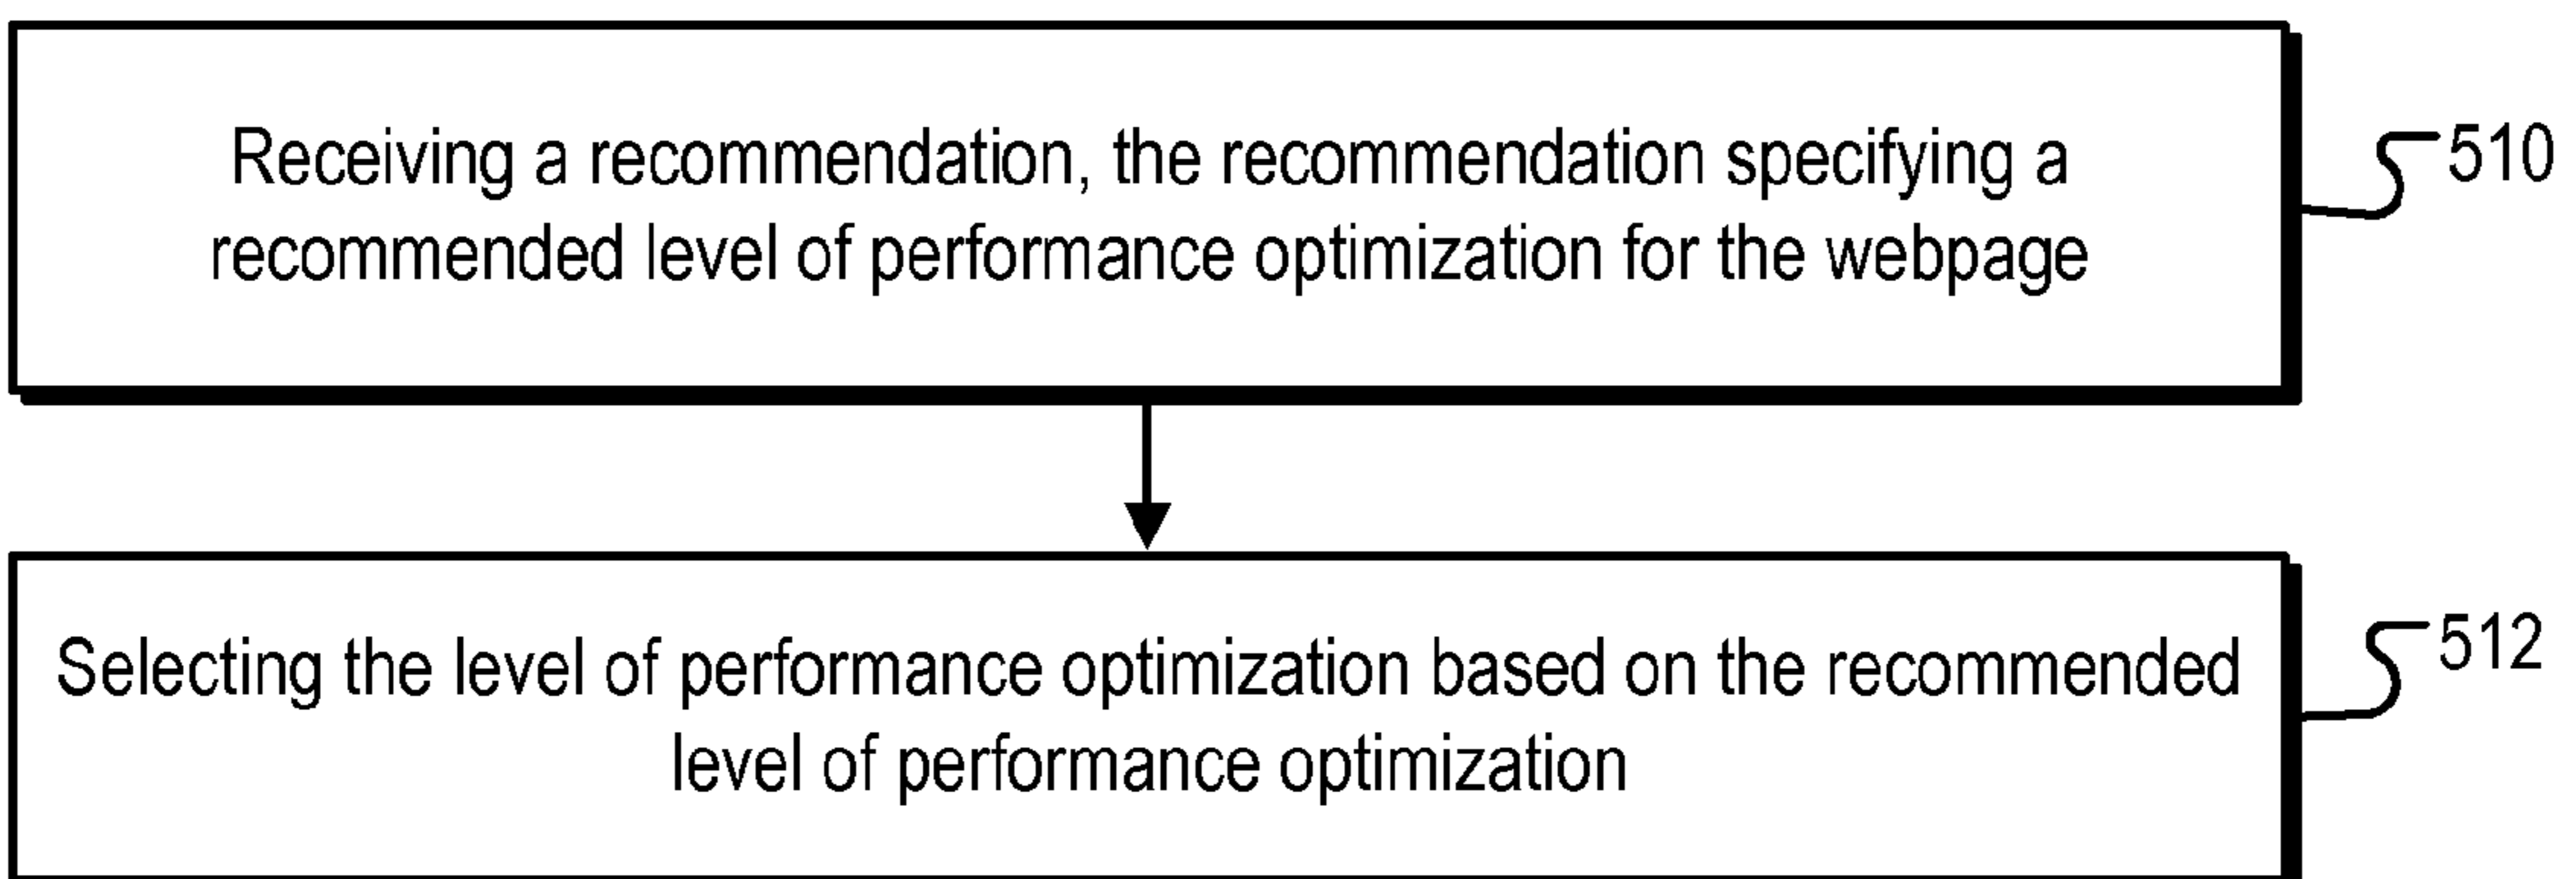 Receiving a recommendation, the recommendation specifying a
recommended level of performance optimization for the webpage
510
Selecting the level of performance optimization based on the recommended
level of performance optimization
512